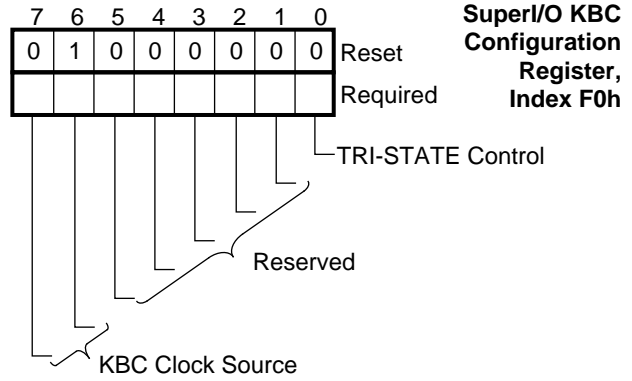 7 6 5 4 3 2 1 0
0 1 0 0 0 0 0 0 Reset
Required
SuperI/O KBC
Configuration
Register,
Index F0h
TRI-STATE Control
Reserved
KBC Clock Source